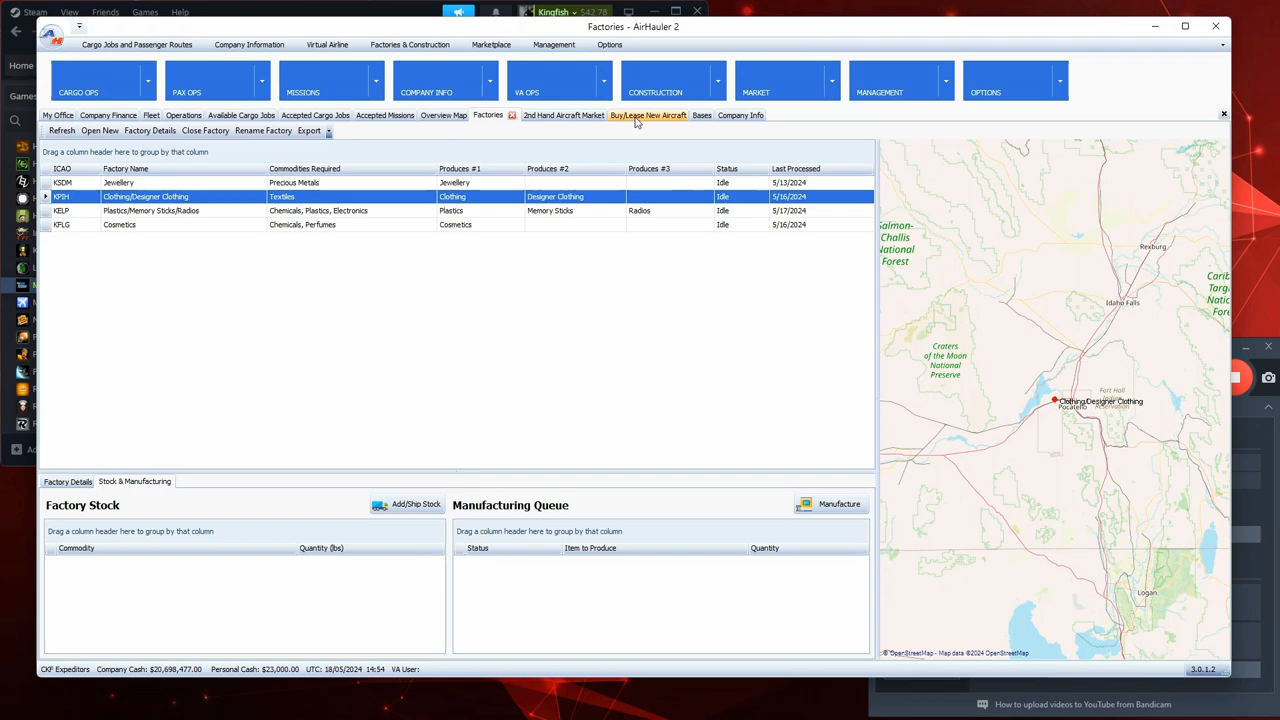 Steam View Friends Games Help
Kingfish $42.78
Factories - AirHauler 2
Cargo Jobs and Passenger Routes Company Information Virtual Airline Factories & Construction Marketplace Management Options
CARGO OPS PAX OPS MISSIONS COMPANY INFO VA OPS CONSTRUCTION MARKET MANAGEMENT OPTIONS
Home
Games
My Office Company Finance Fleet Operations Available Cargo Jobs Accepted Cargo Jobs Accepted Missions Overview Map Factories 2nd Hand Aircraft Market Buy/Lease New Aircraft Bases Company Info
Refresh Open New Factory Details Close Factory Rename Factory Export
Drag a column header here to group by that column
ICAO Factory Name Commodities Required Produces #1 Produces #2 Produces #3 Status Last Processed
KSDM Jewellery Precious Metals Jewellery Idle 5/13/2024
KPIH Clothing/Designer Clothing Textiles Clothing Designer Clothing Idle 5/16/2024
KELP Plastics/Memory Sticks/Radios Chemicals, Plastics, Electronics Plastics Memory Sticks Radios Idle 5/17/2024
KFLG Cosmetics Chemicals, Perfumes Cosmetics Idle 5/16/2024
Salmon-
Challis
National
Forest
Rexburg
Idaho Falls
Craters
of the Moon
National
Preserve
Fort Hall
Reservation
Clothing/Designer Clothing
Pocatello
Logan
Factory Details Stock & Manufacturing
Factory Stock Add/Ship Stock Manufacturing Queue Manufacture
Drag a column header here to group by that column Drag a column header here to group by that column
Commodity Quantity (lbs) Status Item to Produce Quantity
© OpenStreetMap - Map data ©2024 OpenStreetMap
CKF Expeditors Company Cash: $20,698,477.00 Personal Cash: $23,000.00 UTC: 18/05/2024 14:54 VA User: 3.0.1.2
How to upload videos to YouTube from Bandicam